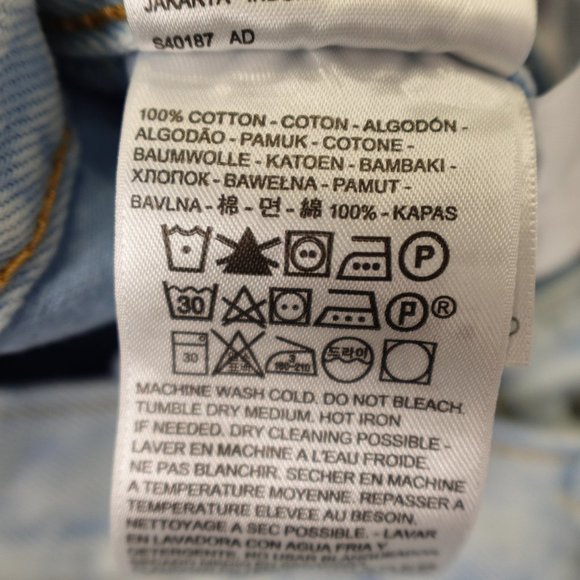 S40187 AD
100% COTTON - COTON - ALGODÓN -
ALGODÃO - PAMUK - COTONE -
BAUMWOLLE - KATOEN - BAMBAKI -
ХЛОПОК - BAWEŁNA - PAMUT -
BAVLNA - 棉 - 면 - 綿 100% - KAPAS
P
30 P ®
30 3 180-210 드라이
MACHINE WASH COLD. DO NOT BLEACH.
TUMBLE DRY MEDIUM. HOT IRON
IF NEEDED. DRY CLEANING POSSIBLE -
LAVER EN MACHINE A L'EAU FROIDE.
NE PAS BLANCHIR. SECHER EN MACHINE
A TEMPERATURE MOYENNE. REPASSER A
TEMPERATURE ELEVEE AU BESOIN.
NETTOYAGE A SEC POSSIBLE. - LAVAR
EN LAVADORA CON AGUA FRIA Y